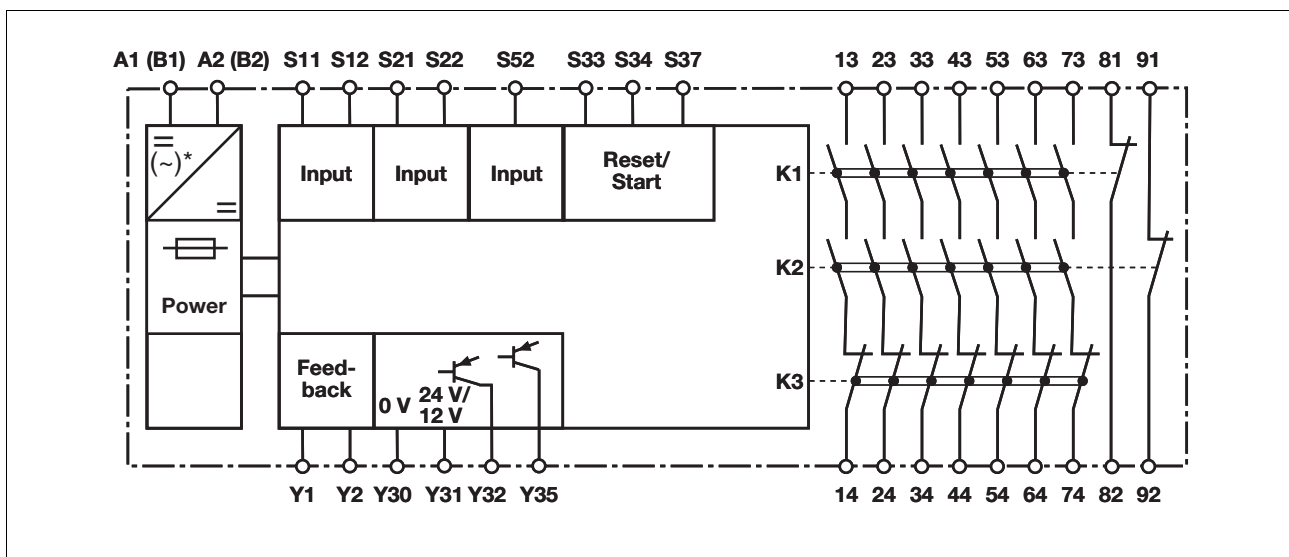 A1 (B1) A2 (B2) S11 S12 S21 S22 S52 S33 S34 S37 13 23 33 43 53 63 73 81 91
(~)*
Input Input Input Reset/
Start
K1
K2
Power
Feed-
back
0 V 24 V/
12 V
K3
Y1 Y2 Y30 Y31 Y32 Y35 14 24 34 44 54 64 74 82 92